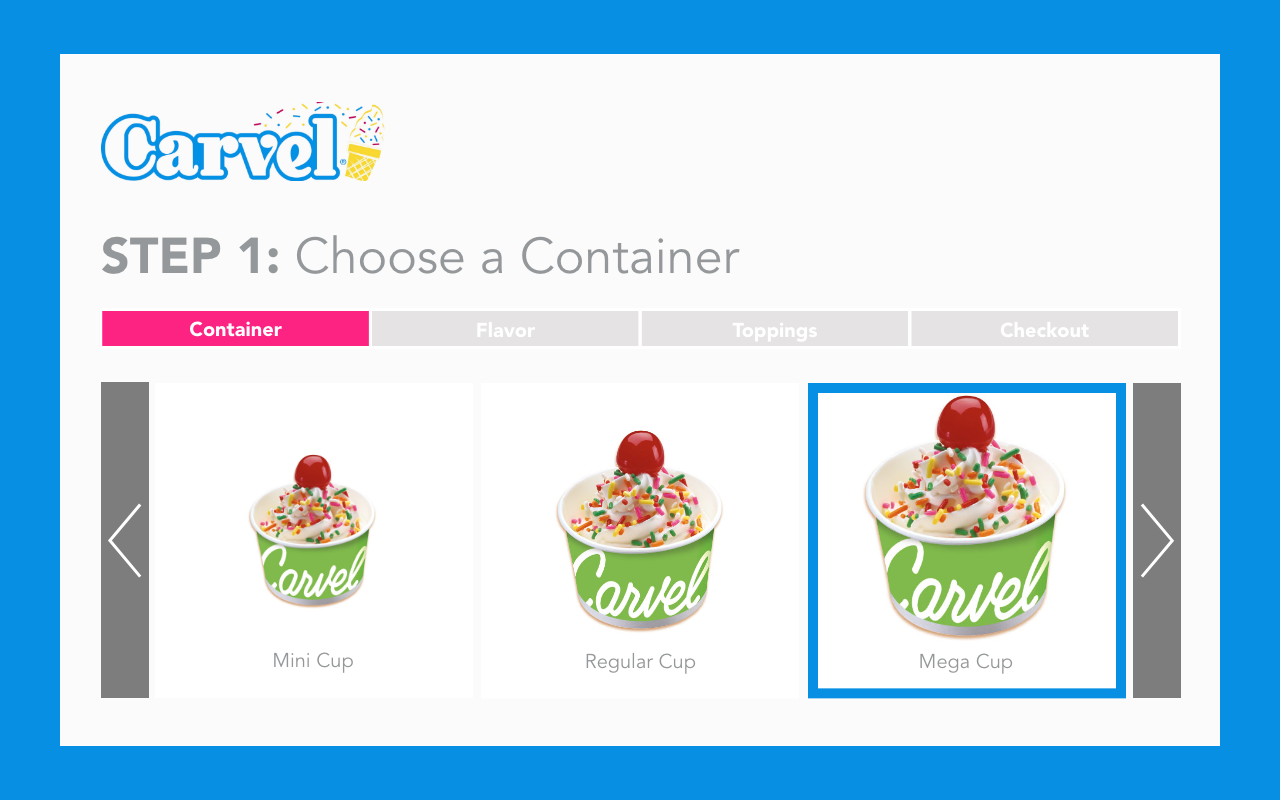 Carvel®
STEP 1: Choose a Container
Container Flavor Toppings Checkout
Carvel Carvel Carvel
Mini Cup Regular Cup Mega Cup